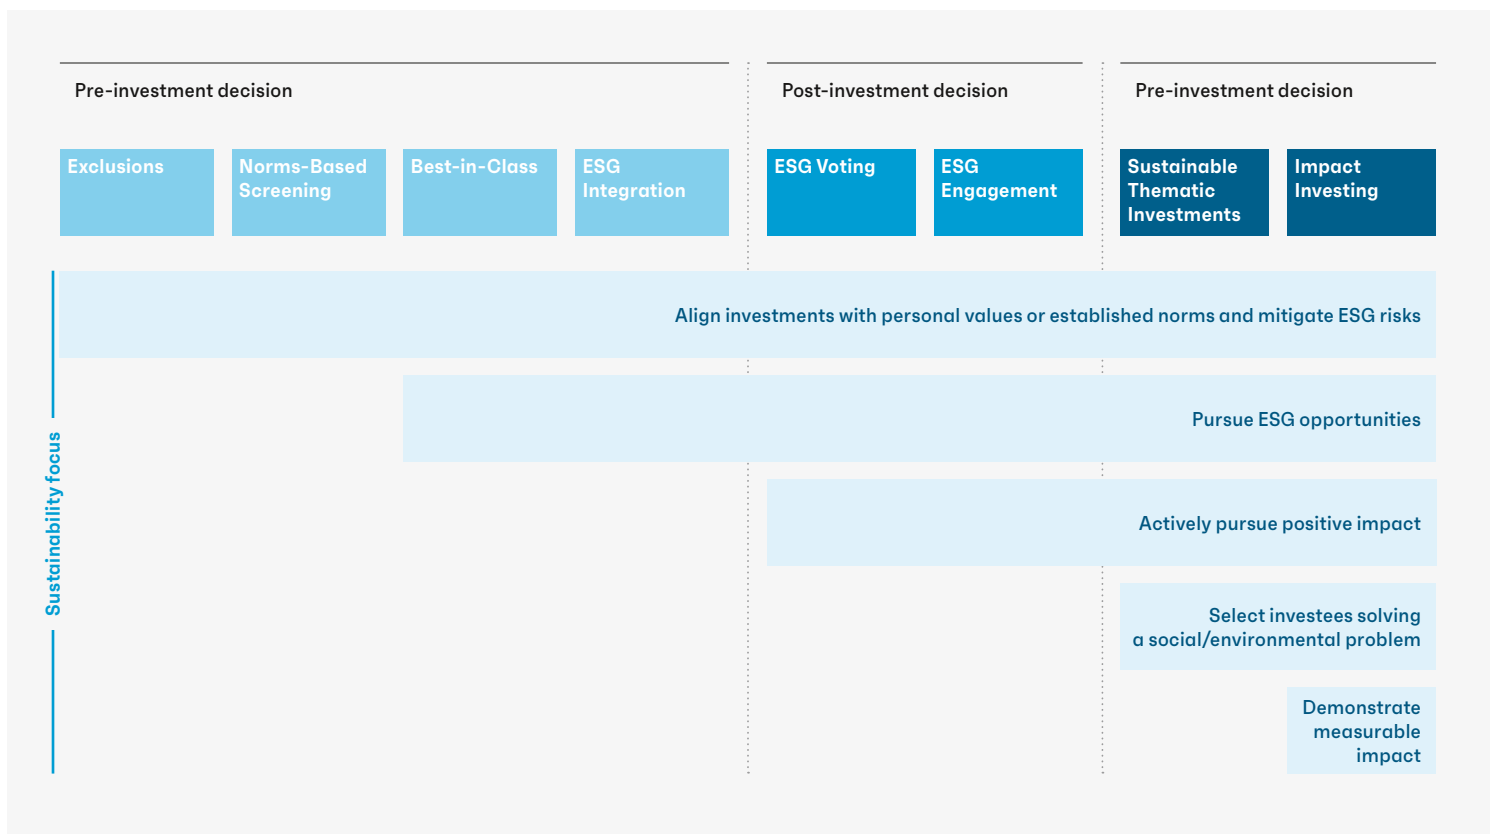 Pre-investment decision
Post-investment decision
Pre-investment decision
Exclusions
Norms-Based
Screening
Best-in-Class
ESG
Integration
ESG Voting
ESG
Engagement
Sustainable
Thematic
Investments
Impact
Investing
Sustainability focus
Align investments with personal values or established norms and mitigate ESG risks
Pursue ESG opportunities
Actively pursue positive impact
Select investees solving
a social/environmental problem
Demonstrate
measurable
impact